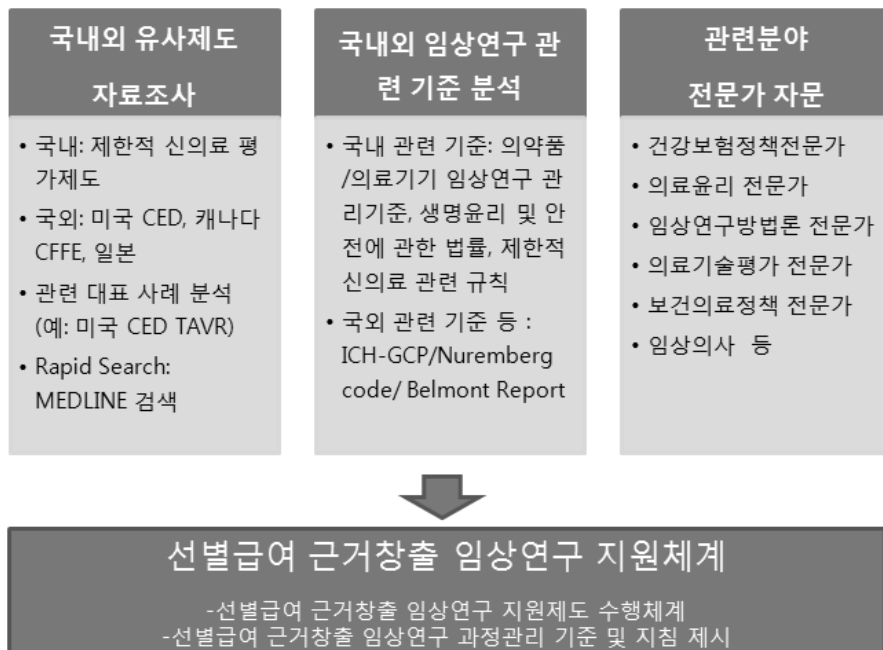 국내외 유사제도
자료조사
• 국내: 제한적 신의료 평
가제도
• 국외: 미국 CED, 캐나다
CFFE, 일본
• 관련 대표 사례 분석
(예: 미국 CED TAVR)
• Rapid Search:
MEDLINE 검색
국내외 임상연구 관
련 기준 분석
• 국내 관련 기준: 의약품
/의료기기 임상연구 관
리기준, 생명윤리 및 안
전에 관한 법률, 제한적
신의료 관련 규칙
• 국외 관련 기준 등 :
ICH-GCP/Nuremberg
code/ Belmont Report
관련분야
전문가 자문
• 건강보험정책전문가
• 의료윤리 전문가
• 임상연구방법론 전문가
• 의료기술평가 전문가
• 보건의료정책 전문가
• 임상의사 등
선별급여 근거창출 임상연구 지원체계
-선별급여 근거창출 임상연구 지원제도 수행체계
-선별급여 근거창출 임상연구 과정관리 기준 및 지침 제시